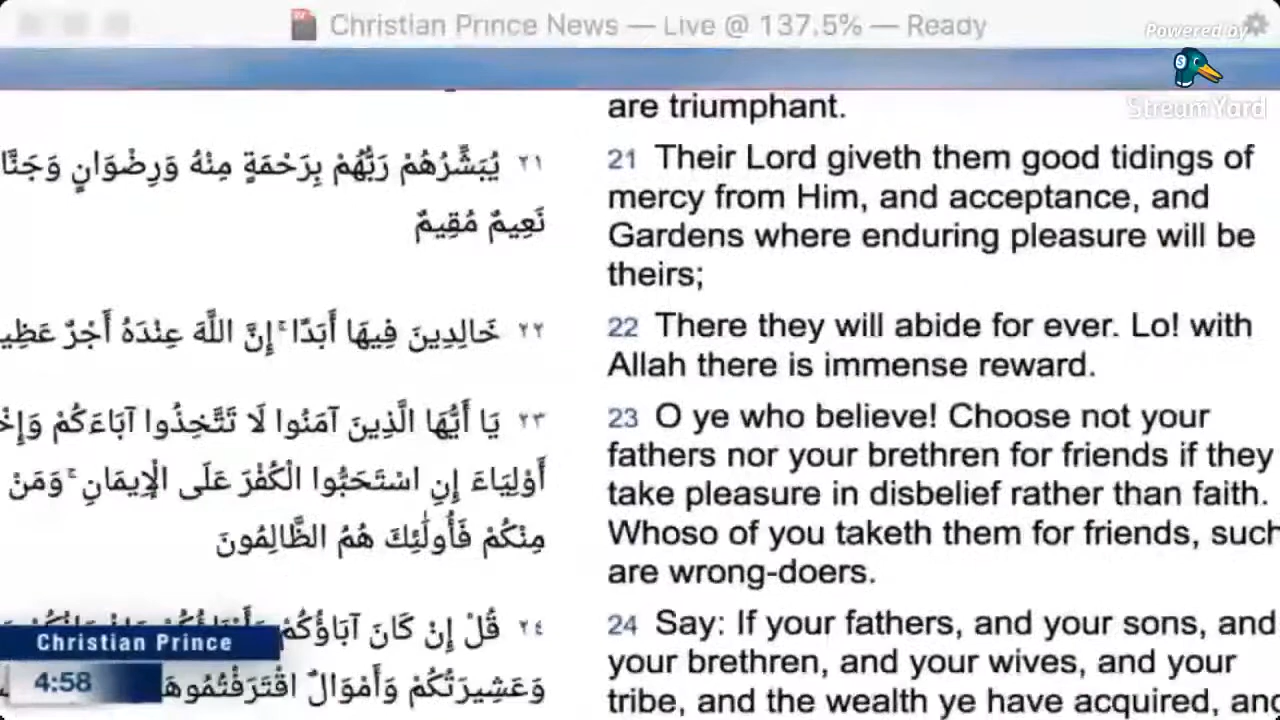 Christian Prince News — Live @ 137.5% — Ready
Powered by
StreamYard
are triumphant.
٢١ يُبَشِّرُهُمْ رَبُّهُمْ بِرَحْمَةٍ مِنْهُ وَرِضْوَانٍ
نَعِيمٌ مُقِيمٌ
21 Their Lord giveth them good tidings of
mercy from Him, and acceptance, and
Gardens where enduring pleasure will be
theirs;
٢٢ خَالِدِينَ فِيهَا أَبَدًا ۚ إِنَّ اللَّهَ عِنْدَهُ أَجْرٌ
22 There they will abide for ever. Lo! with
Allah there is immense reward.
٢٣ يَا أَيُّهَا الَّذِينَ آمَنُوا لَا تَتَّخِذُوا آبَاءَكُمْ
أَوْلِيَاءَ إِنِ اسْتَحَبُّوا الْكُفْرَ عَلَى الْإِيمَانِ ۚ وَمَنْ
مِنْكُمْ فَأُولَٰئِكَ هُمُ الظَّالِمُونَ
23 O ye who believe! Choose not your
fathers nor your brethren for friends if they
take pleasure in disbelief rather than faith.
Whoso of you taketh them for friends, such
are wrong-doers.
٢٤ قُلْ إِنْ كَانَ آبَاؤُكُمْ
وَعَشِيرَتُكُمْ وَأَمْوَالٌ
24 Say: If your fathers, and your sons, and
your brethren, and your wives, and your
tribe, and the wealth ye have acquired,
Christian Prince
4:58